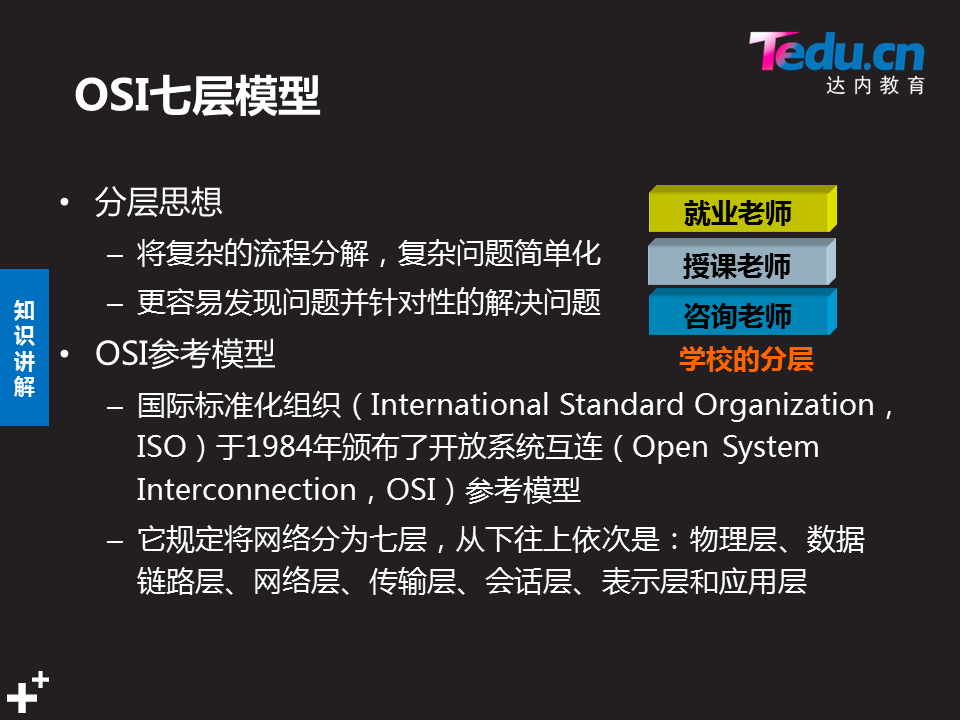 Tedu.cn
达内教育
OSI七层模型
• 分层思想
– 将复杂的流程分解，复杂问题简单化
– 更容易发现问题并针对性的解决问题
就业老师
授课老师
咨询老师
学校的分层
知
识
讲
解
• OSI参考模型
– 国际标准化组织（International Standard Organization，
ISO）于1984年颁布了开放系统互连（Open System
Interconnection，OSI）参考模型
– 它规定将网络分为七层，从下往上依次是：物理层、数据
链路层、网络层、传输层、会话层、表示层和应用层